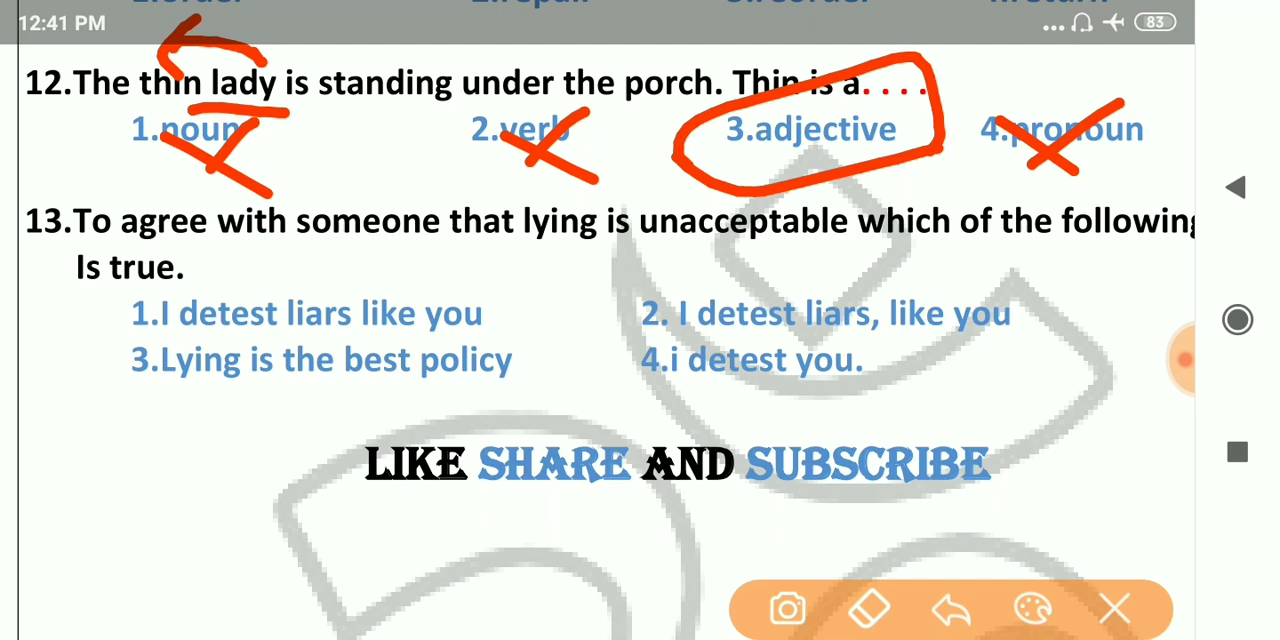 12:41 PM ... 83
12.The thin lady is standing under the porch. Thin is a. . . .
1.noun 2.verb 3.adjective 4.pronoun
13.To agree with someone that lying is unacceptable which of the following
Is true.
1.I detest liars like you 2. I detest liars, like you
3.Lying is the best policy 4.i detest you.
LIKE SHARE AND SUBSCRIBE